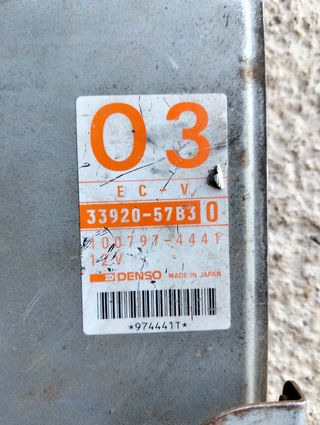 03
EC-V
33920-57B3 0
100797-4441
12V
DENSO MADE IN JAPAN
*974441T*